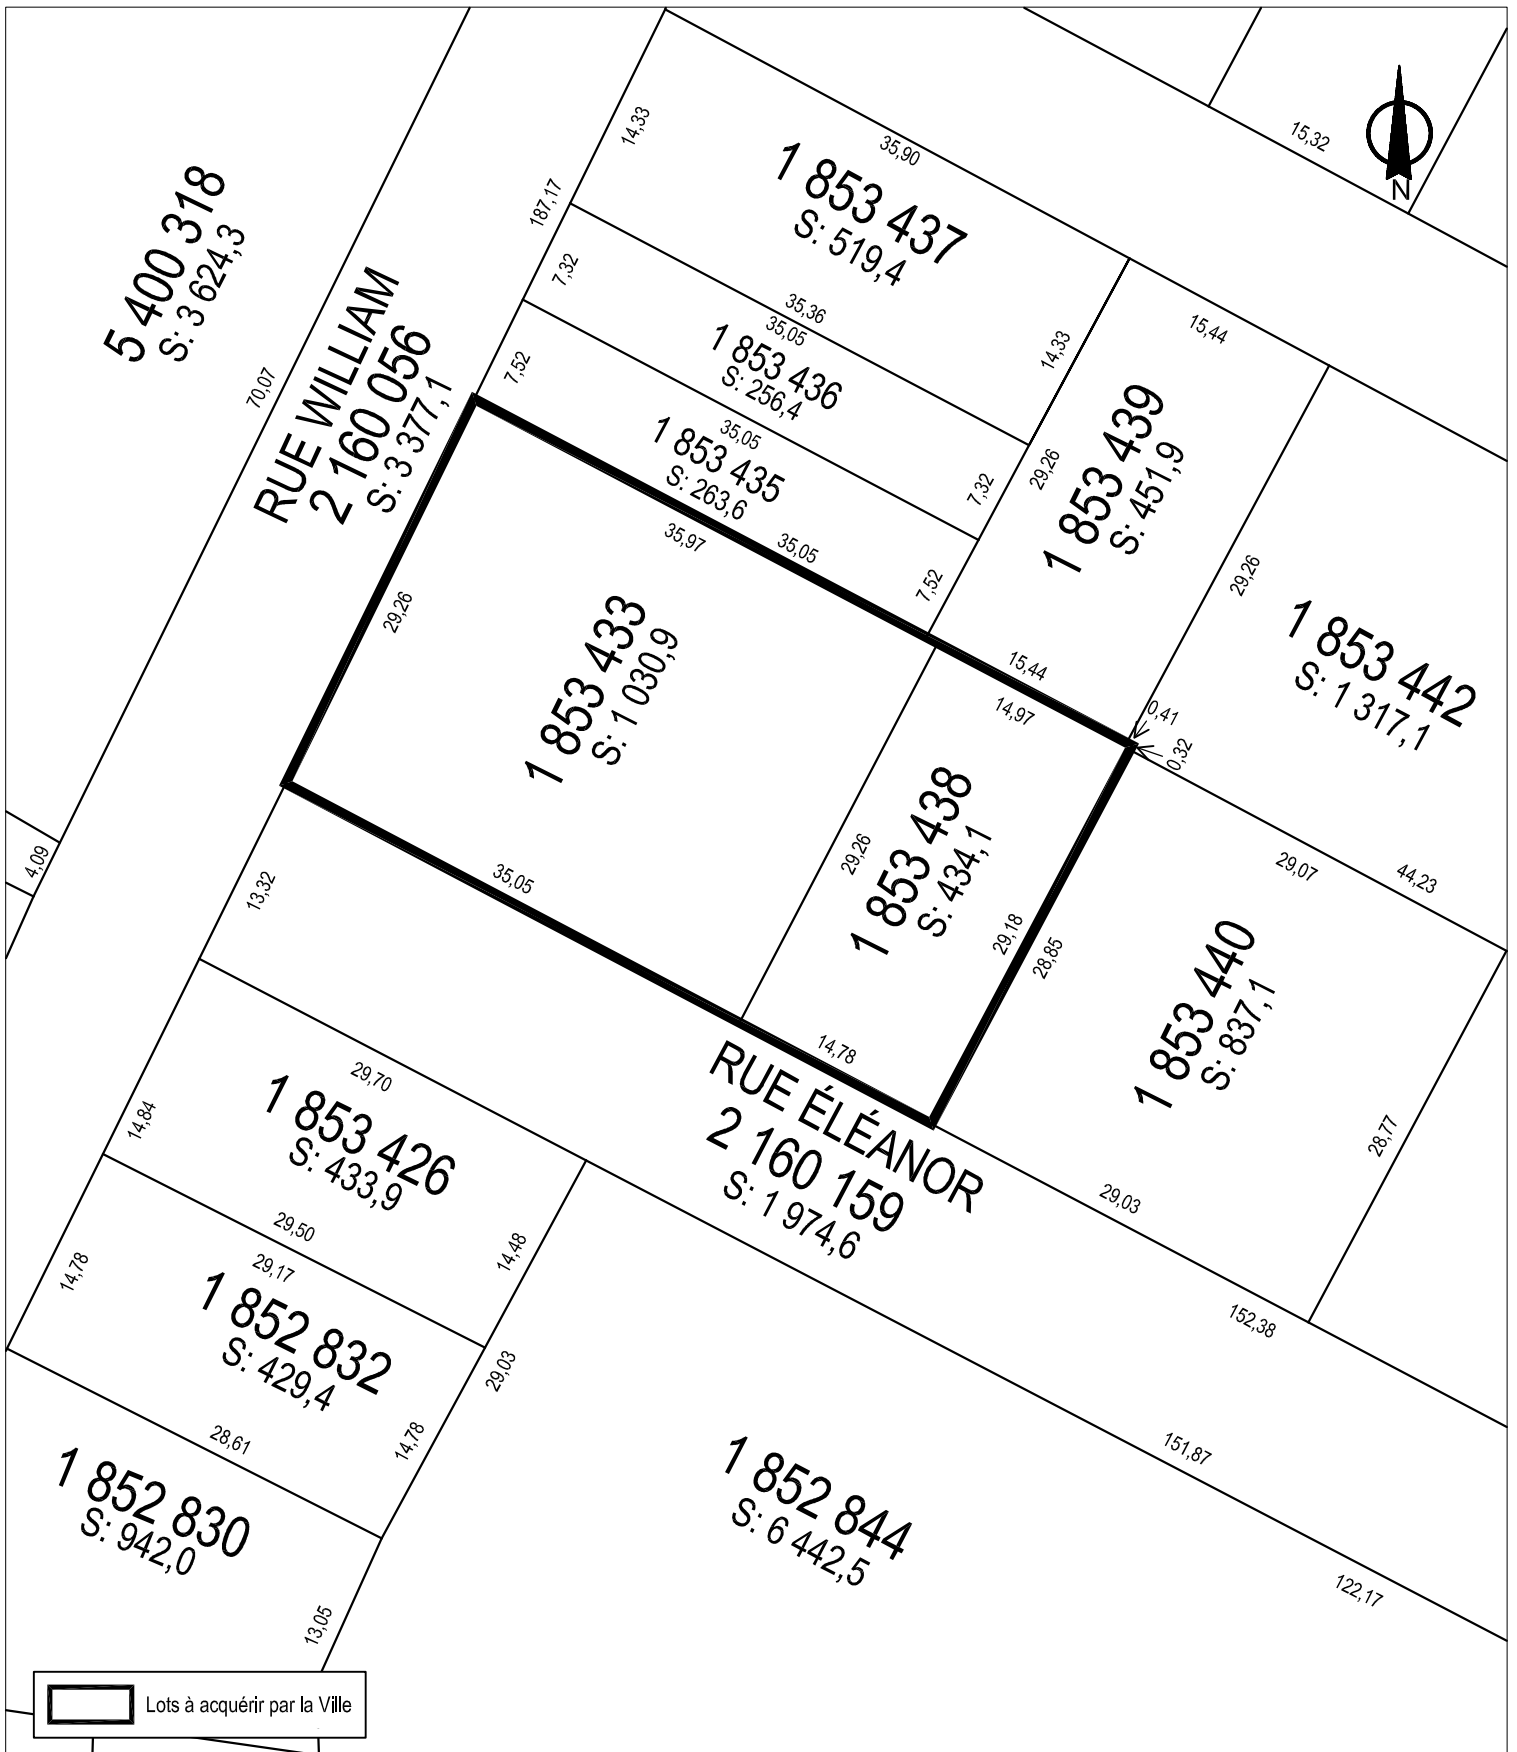 15,32
N
14,33
35,90
1 853 437
S: 519,4
187,17
5 400 318
S: 3 624,3
7,32
35,36
35,05
1 853 436
S: 256,4
14,33
15,44
RUE WILLIAM
2 160 056
S: 3 377,1
70,07
7,52
35,05
1 853 435
S: 263,6
7,32
29,26
1 853 439
S: 451,9
35,97
35,05
7,52
29,26
29,26
1 853 433
S: 1 030,9
15,44
14,97
1 853 442
S: 1 317,1
0,41
0,32
1 853 438
S: 434,1
29,26
4,09
13,32
35,05
29,07
44,23
29,18
28,85
1 853 440
S: 837,1
14,78
RUE ÉLÉANOR
2 160 159
S: 1 974,6
29,70
1 853 426
S: 433,9
14,84
28,77
29,03
29,50
29,17
14,48
1 852 832
S: 429,4
14,78
152,38
29,03
28,61
14,78
1 852 830
S: 942,0
1 852 844
S: 6 442,5
151,87
122,17
13,05
Lots à acquérir par la Ville